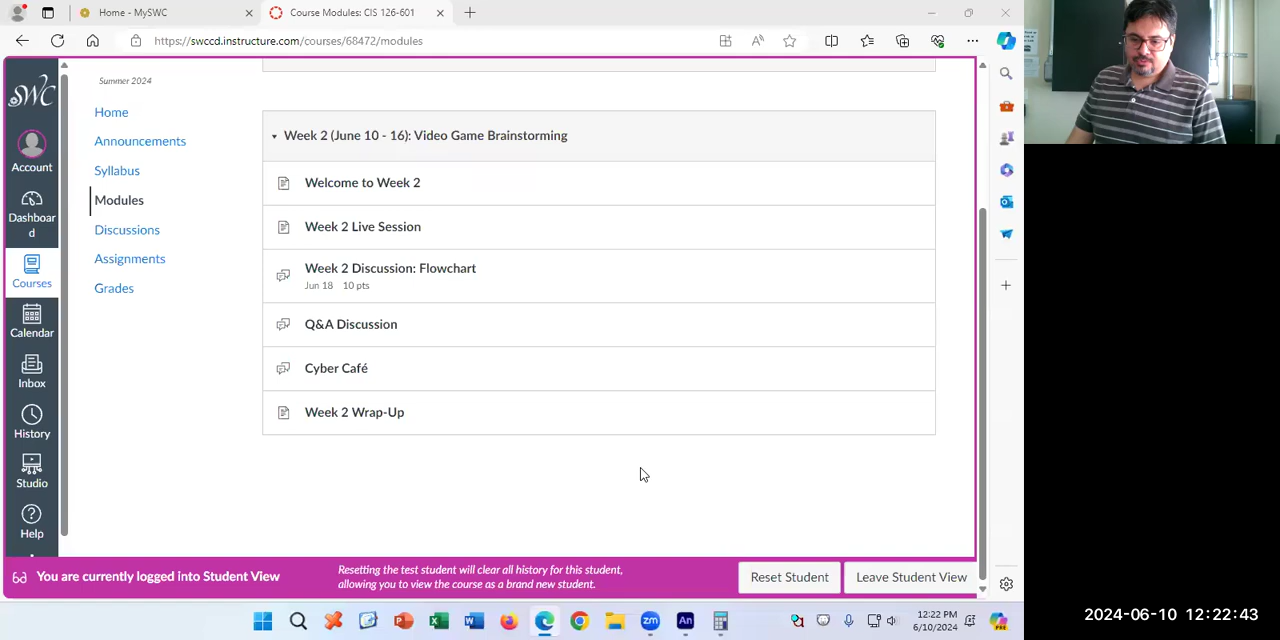 Home - MySWC
Course Modules: CIS 126-601
https://swccd.instructure.com/courses/68472/modules
SWC
Account
Dashboar
d
Courses
Calendar
Inbox
History
Studio
Help
Summer 2024
Home
Announcements
Syllabus
Modules
Discussions
Assignments
Grades
Week 2 (June 10 - 16): Video Game Brainstorming
Welcome to Week 2
Week 2 Live Session
Week 2 Discussion: Flowchart
Jun 18 10 pts
Q&A Discussion
Cyber Café
Week 2 Wrap-Up
You are currently logged into Student View
Resetting the test student will clear all history for this student,
allowing you to view the course as a brand new student.
Reset Student
Leave Student View
zm
An
12:22 PM
6/10/2024
PRE
2024-06-10 12:22:43